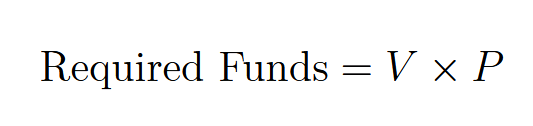 Required Funds = V × P